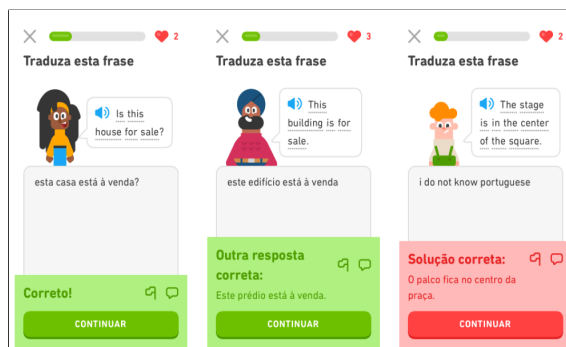 2
Traduza esta frase
Is this
house for sale?
esta casa está à venda?
Correto!
CONTINUAR
3
Traduza esta frase
This
building is for
sale.
este edifício está à venda
Outra resposta
correta:
Este prédio está à venda.
CONTINUAR
2
Traduza esta frase
The stage
is in the center
of the square.
i do not know portuguese
Solução correta:
O palco fica no centro da
praça.
CONTINUAR